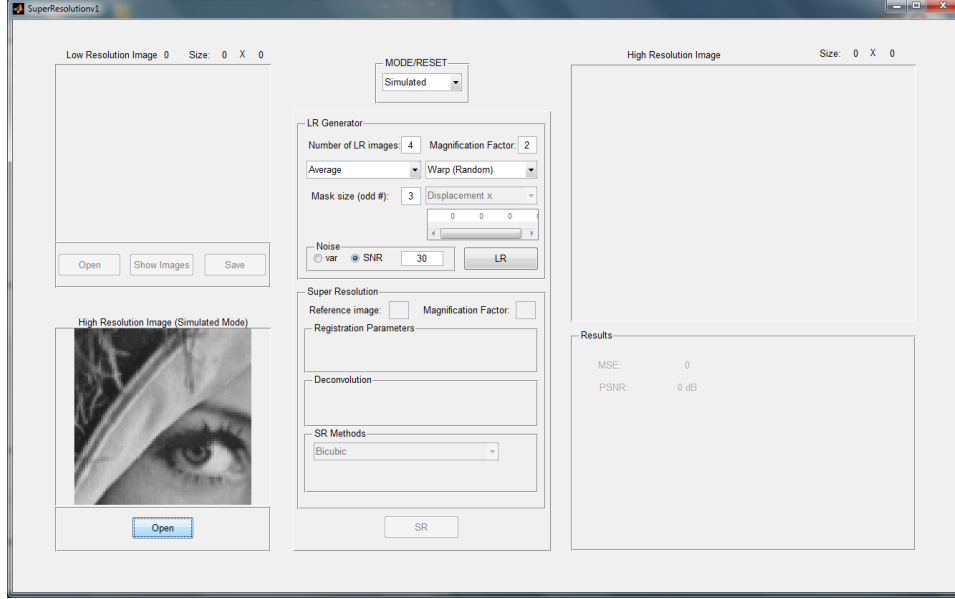 SuperResolutionv1
Low Resolution Image 0 Size: 0 X 0
Open Show Images Save
High Resolution Image (Simulated Mode)
Open
MODE/RESET
Simulated
LR Generator
Number of LR images: 4 Magnification Factor: 2
Average Warp (Random)
Mask size (odd #): 3 Displacement x
0 0 0
Noise
var SNR 30 LR
Super Resolution
Reference image: Magnification Factor:
Registration Parameters
Deconvolution
SR Methods
Bicubic
SR
High Resolution Image Size: 0 X 0
Results
MSE: 0
PSNR: 0 dB